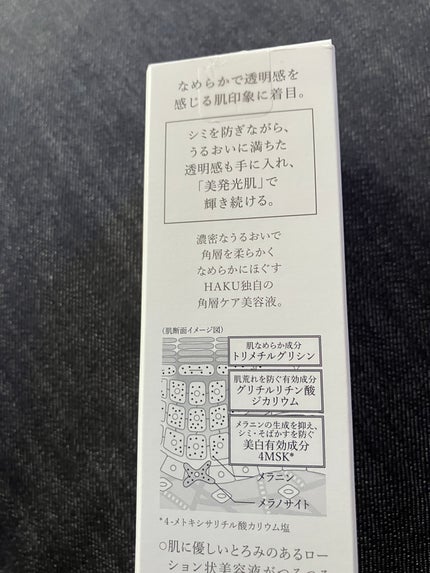 なめらかで透明感を
感じる肌印象に着目。
シミを防ぎながら、
うるおいに満ちた
透明感も手に入れ、
「美発光肌」で
輝き続ける。
濃密なうるおいで
角層を柔らかく
なめらかにほぐす
HAKU独自の
角層ケア美容液。
(肌断面イメージ図)
肌なめらか成分
トリメチルグリシン
肌荒れを防ぐ有効成分
グリチルリチン酸
ジカリウム
メラニンの生成を抑え、
シミ・そばかすを防ぐ
美白有効成分
4MSK*
メラニン
メラノサイト
*4-メトキシサリチル酸カリウム塩
○肌に優しいとろみのあるロー
ション状美容液がつるつる